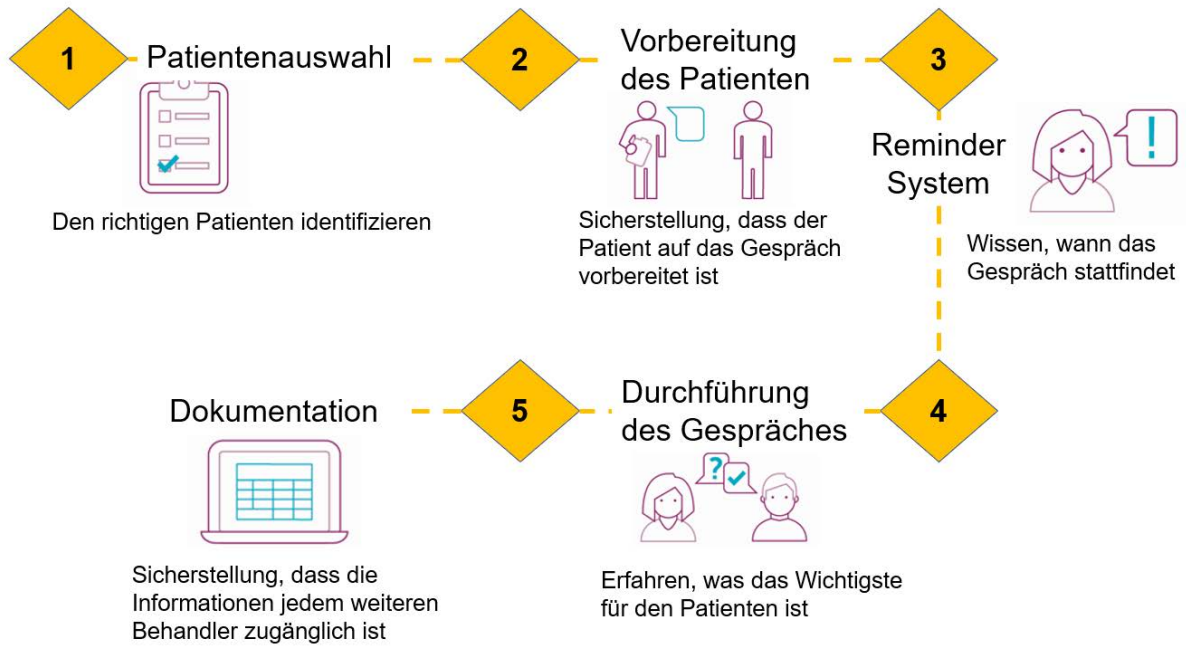 1
Patientenauswahl
Den richtigen Patienten identifizieren
2
Vorbereitung
des Patienten
Sicherstellung, dass der
Patient auf das Gespräch
vorbereitet ist
3
Reminder
System
!
Wissen, wann das
Gespräch stattfindet
4
Durchführung
des Gespräches
?
Erfahren, was das Wichtigste
für den Patienten ist
5
Dokumentation
Sicherstellung, dass die
Informationen jedem weiteren
Behandler zugänglich ist